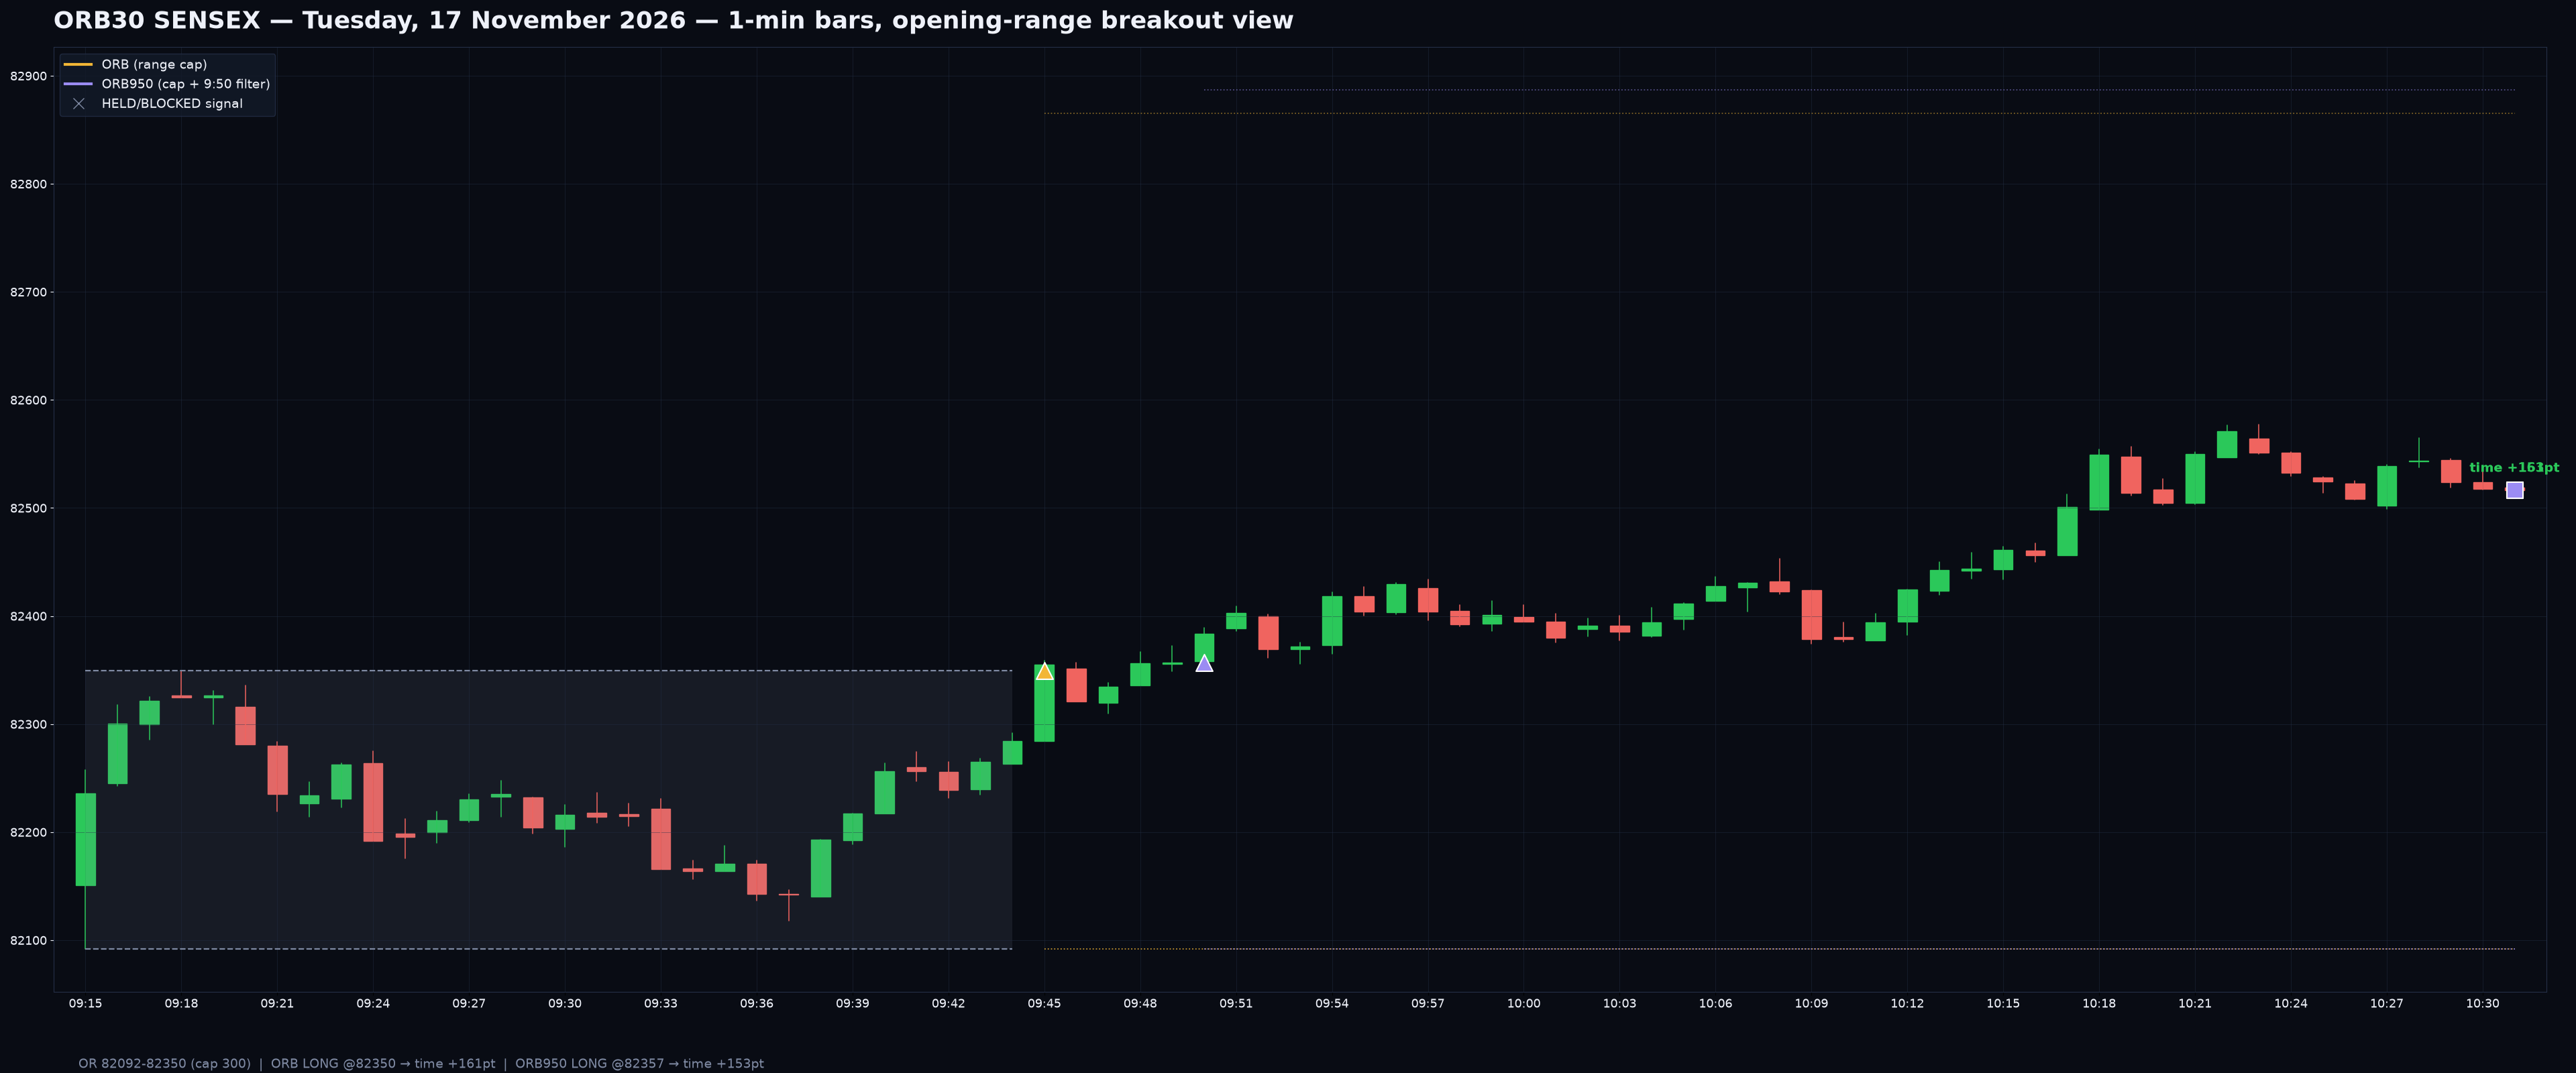 ORB30 SENSEX — Tuesday, 17 November 2026 — 1-min bars, opening-range breakout view
ORB (range cap)
ORB950 (cap + 9:50 filter)
HELD/BLOCKED signal
82900
82800
82700
82600
82500
82400
82300
82200
82100
time
09:15 09:18 09:21 09:24 09:27 09:30 09:33 09:36 09:39 09:42 09:45 09:48 09:51 09:54 09:57 10:00 10:03 10:06 10:09 10:12 10:15 10:18 10:21 10:24 10:27 10:30
OR 82092-82350 (cap 300) | ORB LONG @82350 → time +161pt | ORB950 LONG @82357 → time +153pt